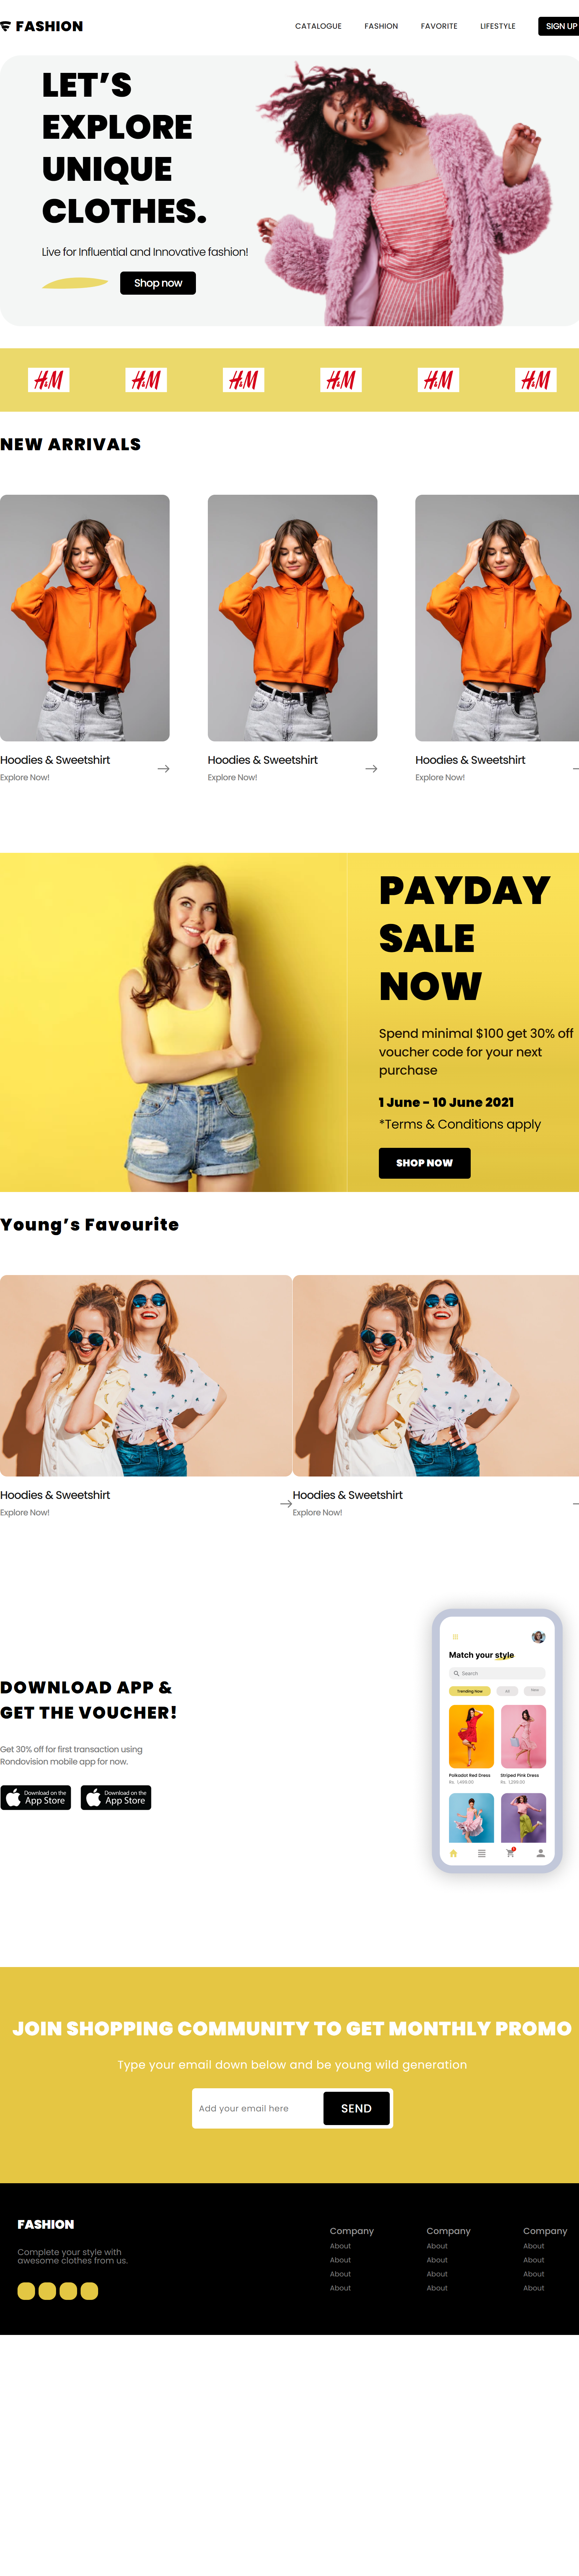 FASHION
CATALOGUE
FASHION
FAVORITE
LIFESTYLE
SIGN UP
LET’S
EXPLORE
UNIQUE
CLOTHES.
Live for Influential and Innovative fashion!
Shop now
H&M
H&M
H&M
H&M
H&M
H&M
NEW ARRIVALS
Hoodies & Sweetshirt
Explore Now!
Hoodies & Sweetshirt
Explore Now!
Hoodies & Sweetshirt
Explore Now!
PAYDAY
SALE
NOW
Spend minimal $100 get 30% off
voucher code for your next
purchase
1 June - 10 June 2021
*Terms & Conditions apply
SHOP NOW
Young’s Favourite
Hoodies & Sweetshirt
Explore Now!
Hoodies & Sweetshirt
Explore Now!
DOWNLOAD APP &
GET THE VOUCHER!
Get 30% off for first transaction using
Rondovision mobile app for now.
Download on the
App Store
Download on the
App Store
Match your style
Search
Trending Now
All
New
Polkadot Red Dress
Rs. 1,499.00
Striped Pink Dress
Rs. 1,299.00
JOIN SHOPPING COMMUNITY TO GET MONTHLY PROMO
Type your email down below and be young wild generation
Add your email here
SEND
FASHION
Complete your style with
awesome clothes from us.
Company
About
About
About
About
Company
About
About
About
About
Company
About
About
About
About